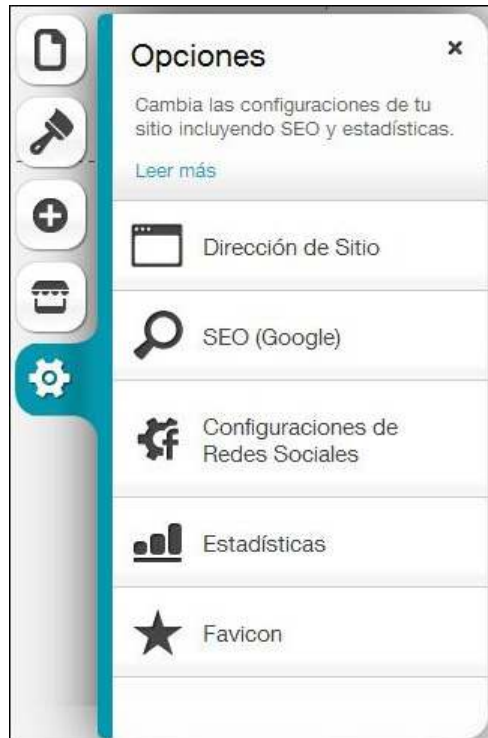 Opciones
×
Cambia las configuraciones de tu
sitio incluyendo SEO y estadísticas.
Leer más
Dirección de Sitio
SEO (Google)
Configuraciones de
Redes Sociales
Estadísticas
Favicon